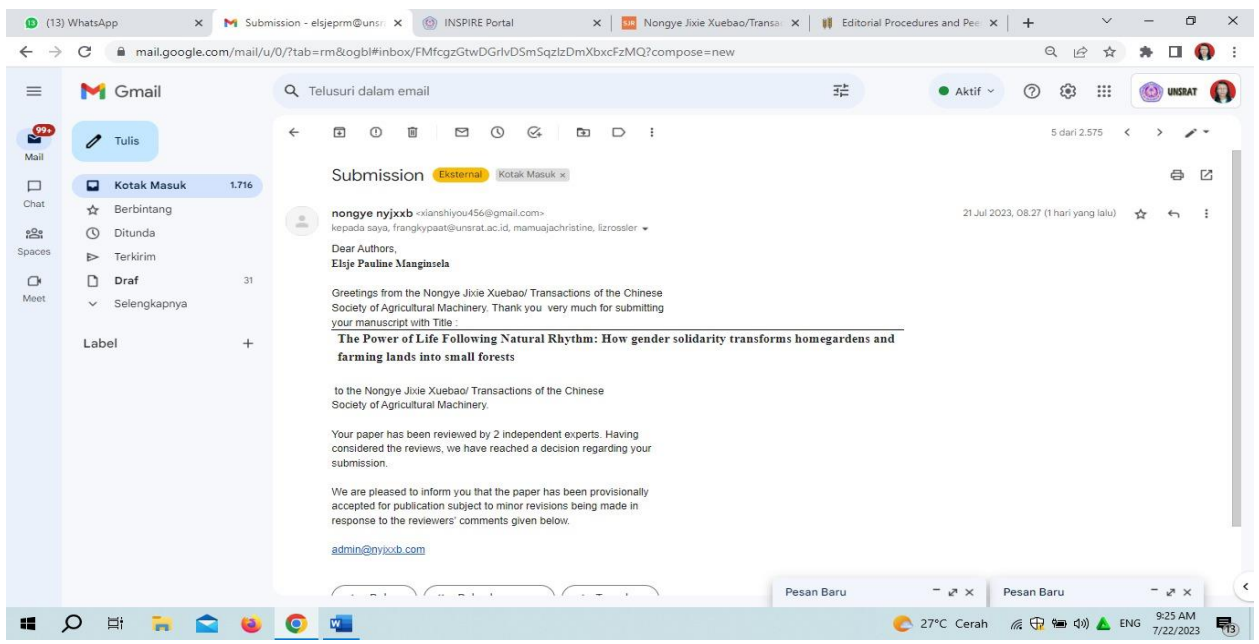 (13) WhatsApp
Submission - elsjeprm@unsr
INSPIRE Portal
SJR Nongye Jixie Xuebao/Transa
Editorial Procedures and Pee
mail.google.com/mail/u/0/?tab=rm&ogbl#inbox/FMfcgzGtwDGrlvDSmSqzlzDmXbxcFzMQ?compose=new
Gmail
Telusuri dalam email
Aktif
UNSRAT
99+
Mail
Chat
Spaces
Meet
Tulis
Kotak Masuk 1.716
Berbintang
Ditunda
Terkirim
Draf 31
Selengkapnya
Label +
5 dari 2.575
Submission Eksternal Kotak Masuk x
nongye nyjxxb <xianshiyou456@gmail.com> 21 Jul 2023, 08.27 (1 hari yang lalu)
kepada saya, frangkypaat@unsrat.ac.id, mamuajachristine, lizrossler
Dear Authors,
Elsje Pauline Manginsela
Greetings from the Nongye Jixie Xuebao/ Transactions of the Chinese
Society of Agricultural Machinery. Thank you very much for submitting
your manuscript with Title :
The Power of Life Following Natural Rhythm: How gender solidarity transforms homegardens and
farming lands into small forests
to the Nongye Jixie Xuebao/ Transactions of the Chinese
Society of Agricultural Machinery.
Your paper has been reviewed by 2 independent experts. Having
considered the reviews, we have reached a decision regarding your
submission.
We are pleased to inform you that the paper has been provisionally
accepted for publication subject to minor revisions being made in
response to the reviewers' comments given below.
admin@nyjxxb.com
Pesan Baru
Pesan Baru
27°C Cerah
ENG
9:25 AM
7/22/2023
13